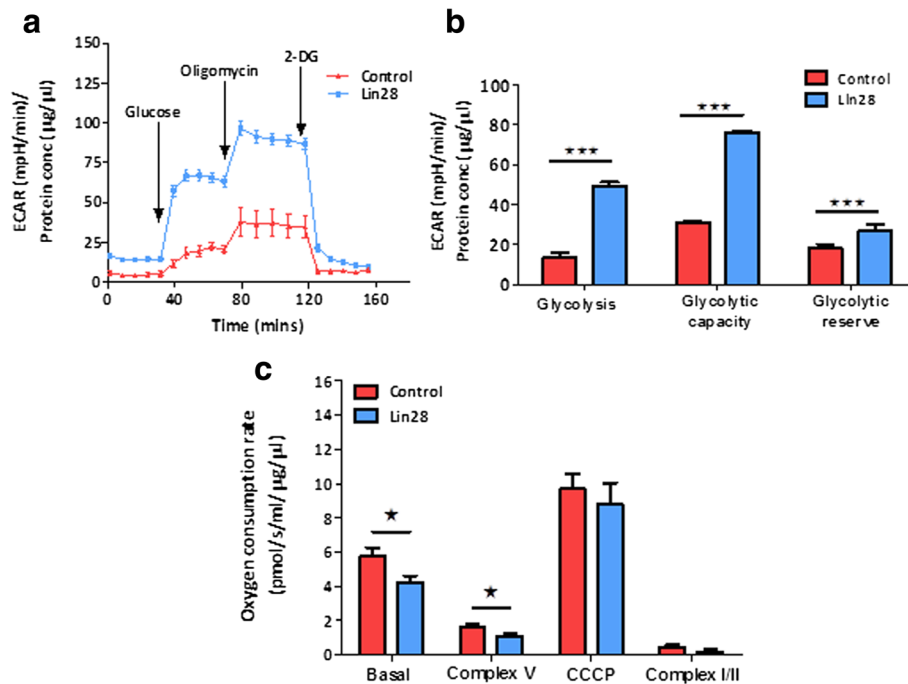 a
ECAR (mpH/min)/
Protein conc (μg/μl)
150
125
100
75
50
25
0
0
40
80
120
160
Time (mins)
Glucose
Oligomycin
2-DG
Control
Lin28
b
ECAR (mpH/min)/
Protein conc (μg/μl)
100
80
60
40
20
0
★★★
★★★
★★★
Control
LIn28
Glycolysis
Glycolytic
capacity
Glycolytic
reserve
c
Oxygen consumption rate
(pmol/s/ml/μg/μl)
16
14
12
10
8
6
4
2
0
Control
Lin28
★
★
Basal
Complex V
CCCP
Complex I/II